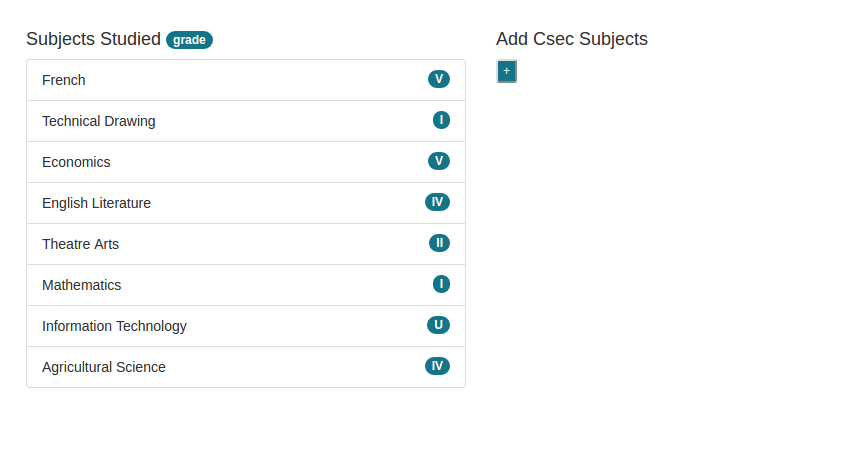 Subjects Studied grade
French V
Technical Drawing I
Economics V
English Literature IV
Theatre Arts II
Mathematics I
Information Technology U
Agricultural Science IV
Add Csec Subjects
+